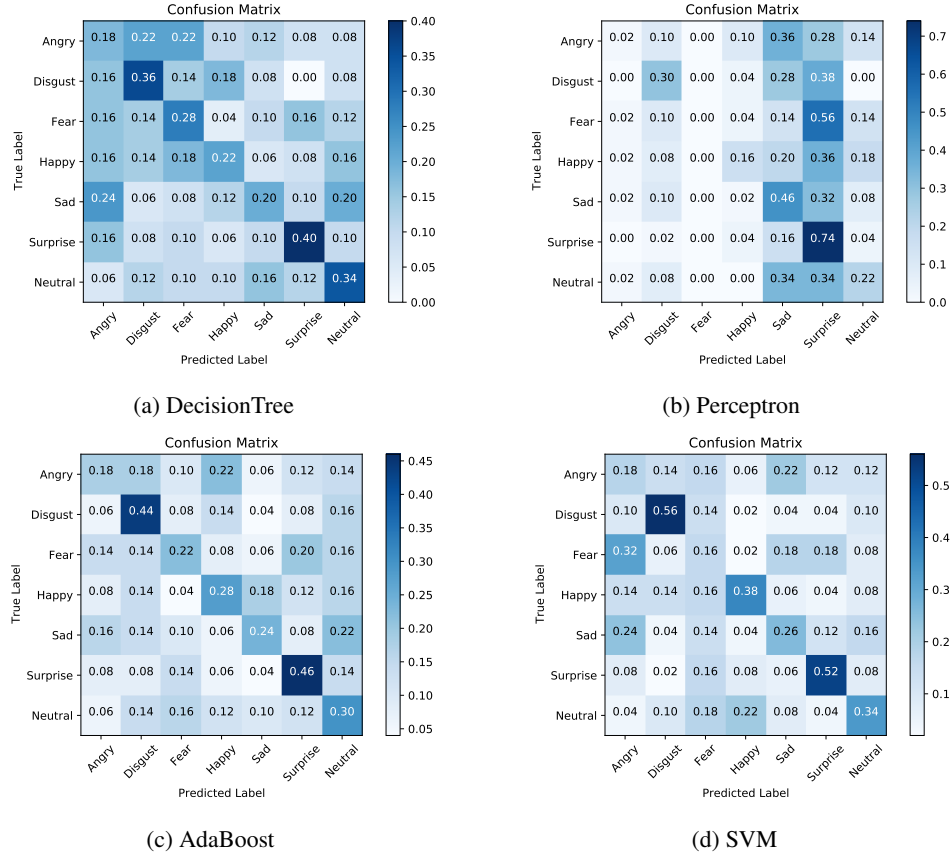 Confusion Matrix
Angry 0.18 0.22 0.22 0.10 0.12 0.08 0.08
Disgust 0.16 0.36 0.14 0.18 0.08 0.00 0.08
Fear 0.16 0.14 0.28 0.04 0.10 0.16 0.12
Happy 0.16 0.14 0.18 0.22 0.06 0.08 0.16
Sad 0.24 0.06 0.08 0.12 0.20 0.10 0.20
Surprise 0.16 0.08 0.10 0.06 0.10 0.40 0.10
Neutral 0.06 0.12 0.10 0.10 0.16 0.12 0.34
True Label
Angry Disgust Fear Happy Sad Surprise Neutral
Predicted Label
0.40
0.35
0.30
0.25
0.20
0.15
0.10
0.05
0.00
(a) DecisionTree
Confusion Matrix
Angry 0.02 0.10 0.00 0.10 0.36 0.28 0.14
Disgust 0.00 0.30 0.00 0.04 0.28 0.38 0.00
Fear 0.02 0.10 0.00 0.04 0.14 0.56 0.14
Happy 0.02 0.08 0.00 0.16 0.20 0.36 0.18
Sad 0.02 0.10 0.00 0.02 0.46 0.32 0.08
Surprise 0.00 0.02 0.00 0.04 0.16 0.74 0.04
Neutral 0.02 0.08 0.00 0.00 0.34 0.34 0.22
True Label
Angry Disgust Fear Happy Sad Surprise Neutral
Predicted Label
0.7
0.6
0.5
0.4
0.3
0.2
0.1
0.0
(b) Perceptron
Confusion Matrix
Angry 0.18 0.18 0.10 0.22 0.06 0.12 0.14
Disgust 0.06 0.44 0.08 0.14 0.04 0.08 0.16
Fear 0.14 0.14 0.22 0.08 0.06 0.20 0.16
Happy 0.08 0.14 0.04 0.28 0.18 0.12 0.16
Sad 0.16 0.14 0.10 0.06 0.24 0.08 0.22
Surprise 0.08 0.08 0.14 0.06 0.04 0.46 0.14
Neutral 0.06 0.14 0.16 0.12 0.10 0.12 0.30
True Label
Angry Disgust Fear Happy Sad Surprise Neutral
Predicted Label
0.45
0.40
0.35
0.30
0.25
0.20
0.15
0.10
0.05
(c) AdaBoost
Confusion Matrix
Angry 0.18 0.14 0.16 0.06 0.22 0.12 0.12
Disgust 0.10 0.56 0.14 0.02 0.04 0.04 0.10
Fear 0.32 0.06 0.16 0.02 0.18 0.18 0.08
Happy 0.14 0.14 0.16 0.38 0.06 0.04 0.08
Sad 0.24 0.04 0.14 0.04 0.26 0.12 0.16
Surprise 0.08 0.02 0.16 0.08 0.06 0.52 0.08
Neutral 0.04 0.10 0.18 0.22 0.08 0.04 0.34
True Label
Angry Disgust Fear Happy Sad Surprise Neutral
Predicted Label
0.5
0.4
0.3
0.2
0.1
(d) SVM